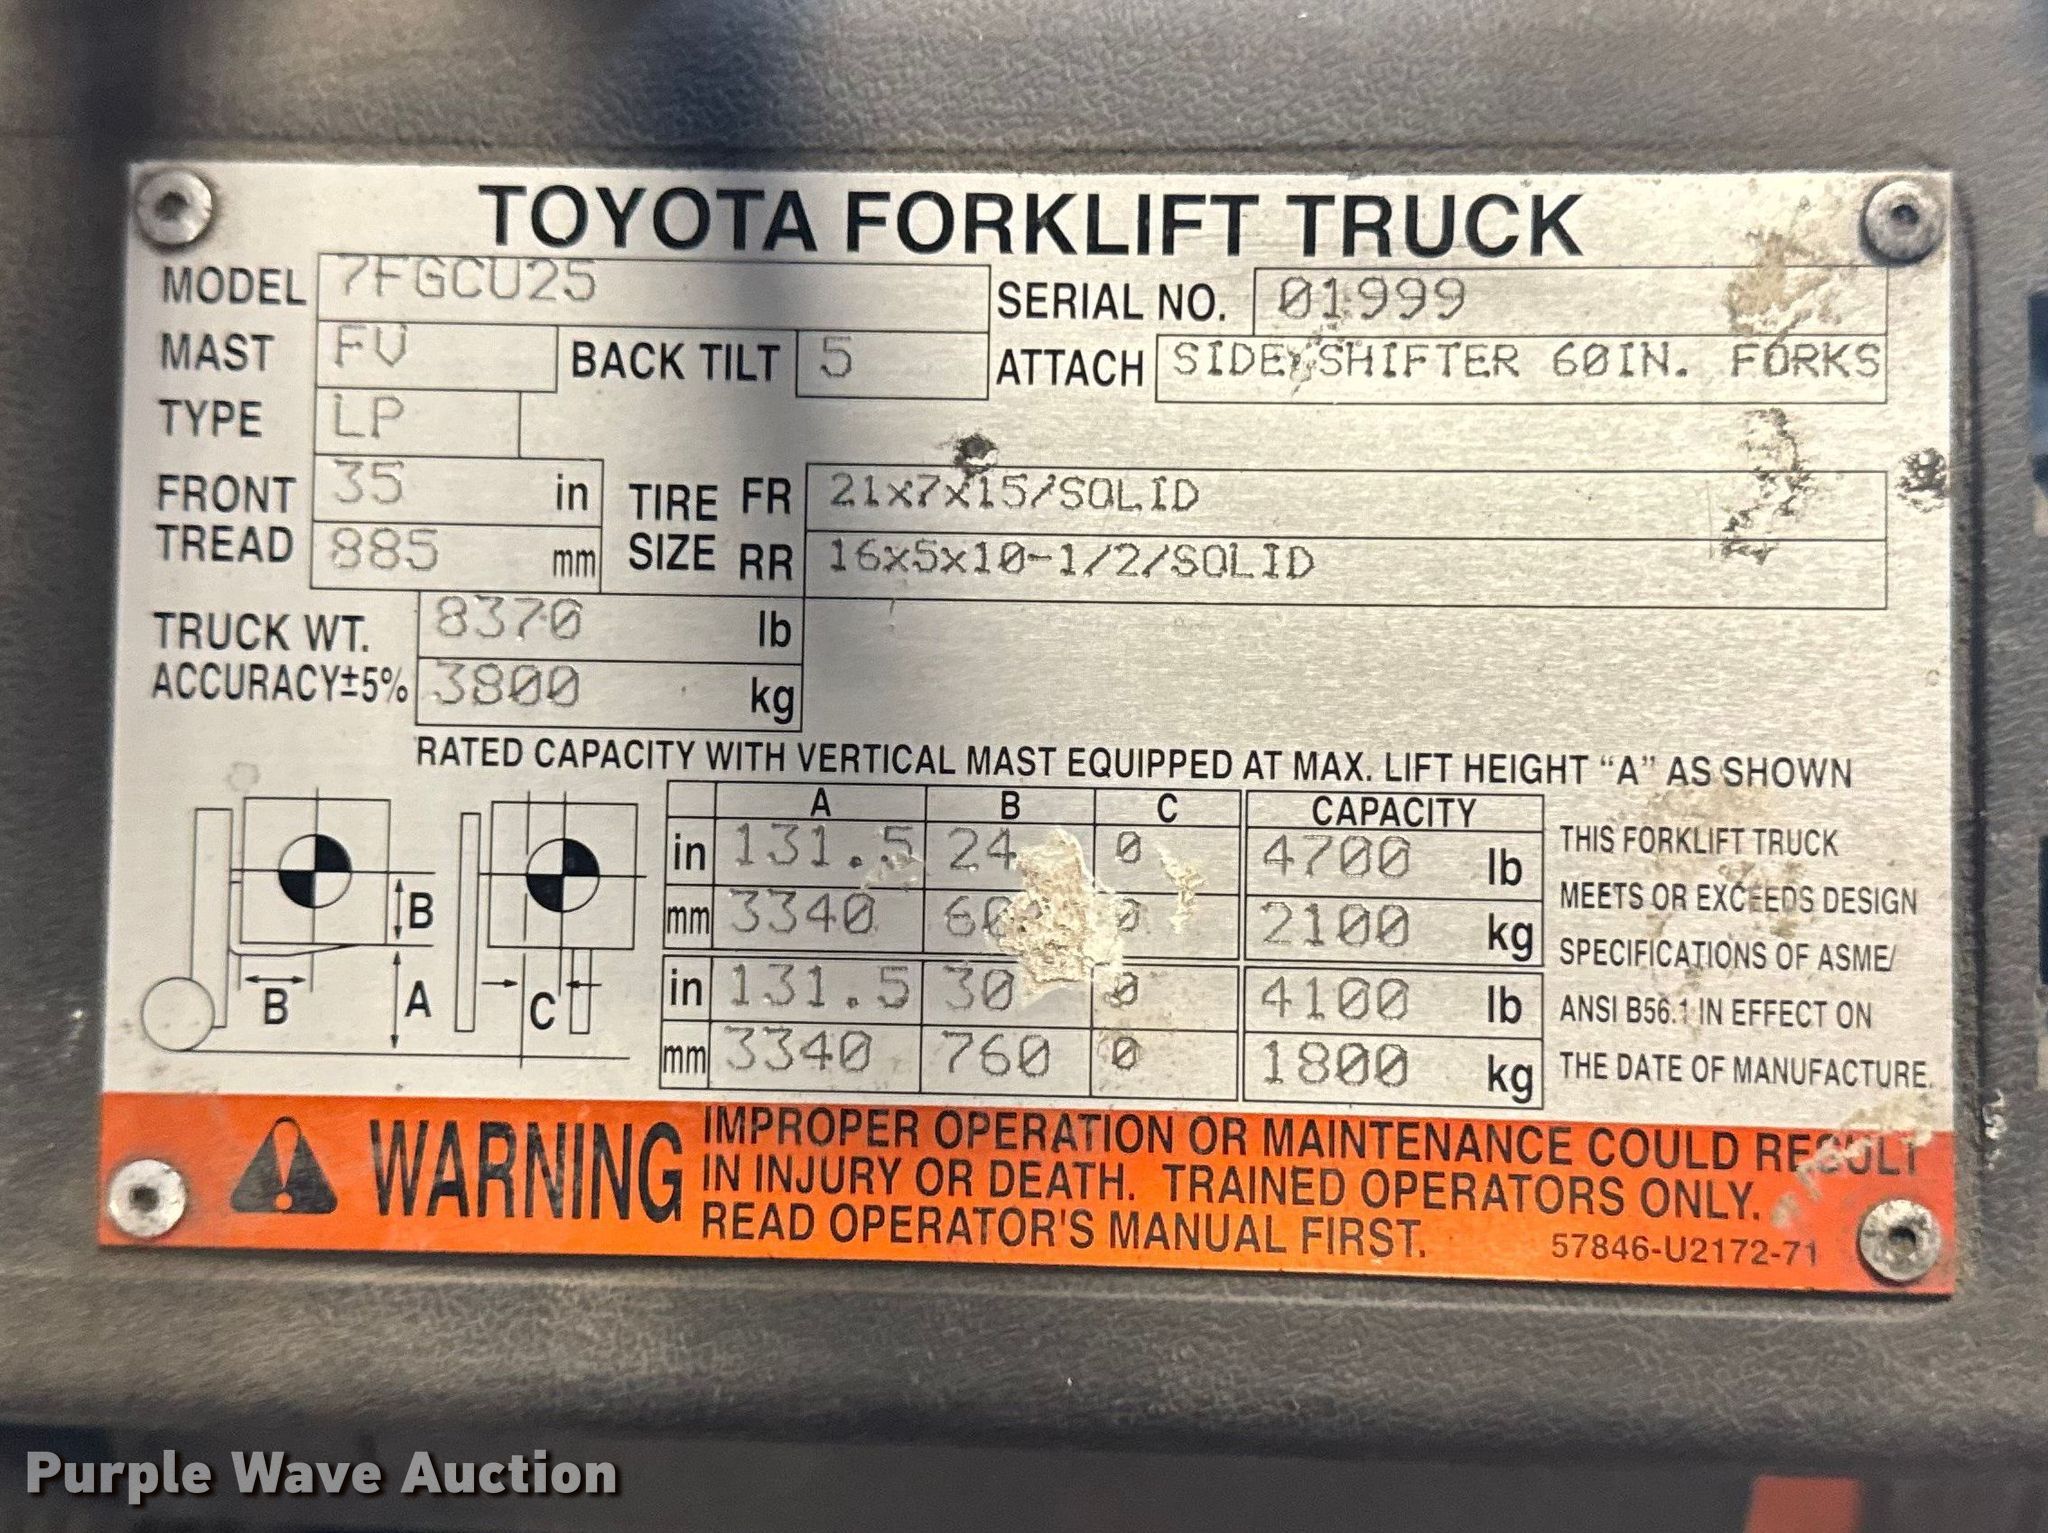 TOYOTA FORKLIFT TRUCK
MODEL 7FGCU25 SERIAL NO. 01999
MAST FV BACK TILT 5 ATTACH SIDE SHIFTER 60IN. FORKS
TYPE LP
FRONT TREAD 35 in TIRE SIZE FR 21x7x15/SOLID
885 mm RR 16x5x10-1/2/SOLID
TRUCK WT. 8370 lb
ACCURACY±5% 3800 kg
RATED CAPACITY WITH VERTICAL MAST EQUIPPED AT MAX. LIFT HEIGHT “A” AS SHOWN
A B C CAPACITY
in 131.5 24 0 4700 lb
mm 3340 0 2100 kg
in 131.5 30 0 4100 lb
mm 3340 760 0 1800 kg
B
B A C
THIS FORKLIFT TRUCK
MEETS OR EXCEEDS DESIGN
SPECIFICATIONS OF ASME/
ANSI B56.1 IN EFFECT ON
THE DATE OF MANUFACTURE.
WARNING
IMPROPER OPERATION OR MAINTENANCE COULD RESULT
IN INJURY OR DEATH. TRAINED OPERATORS ONLY.
READ OPERATOR'S MANUAL FIRST.
57846-U2172-71
Purple Wave Auction